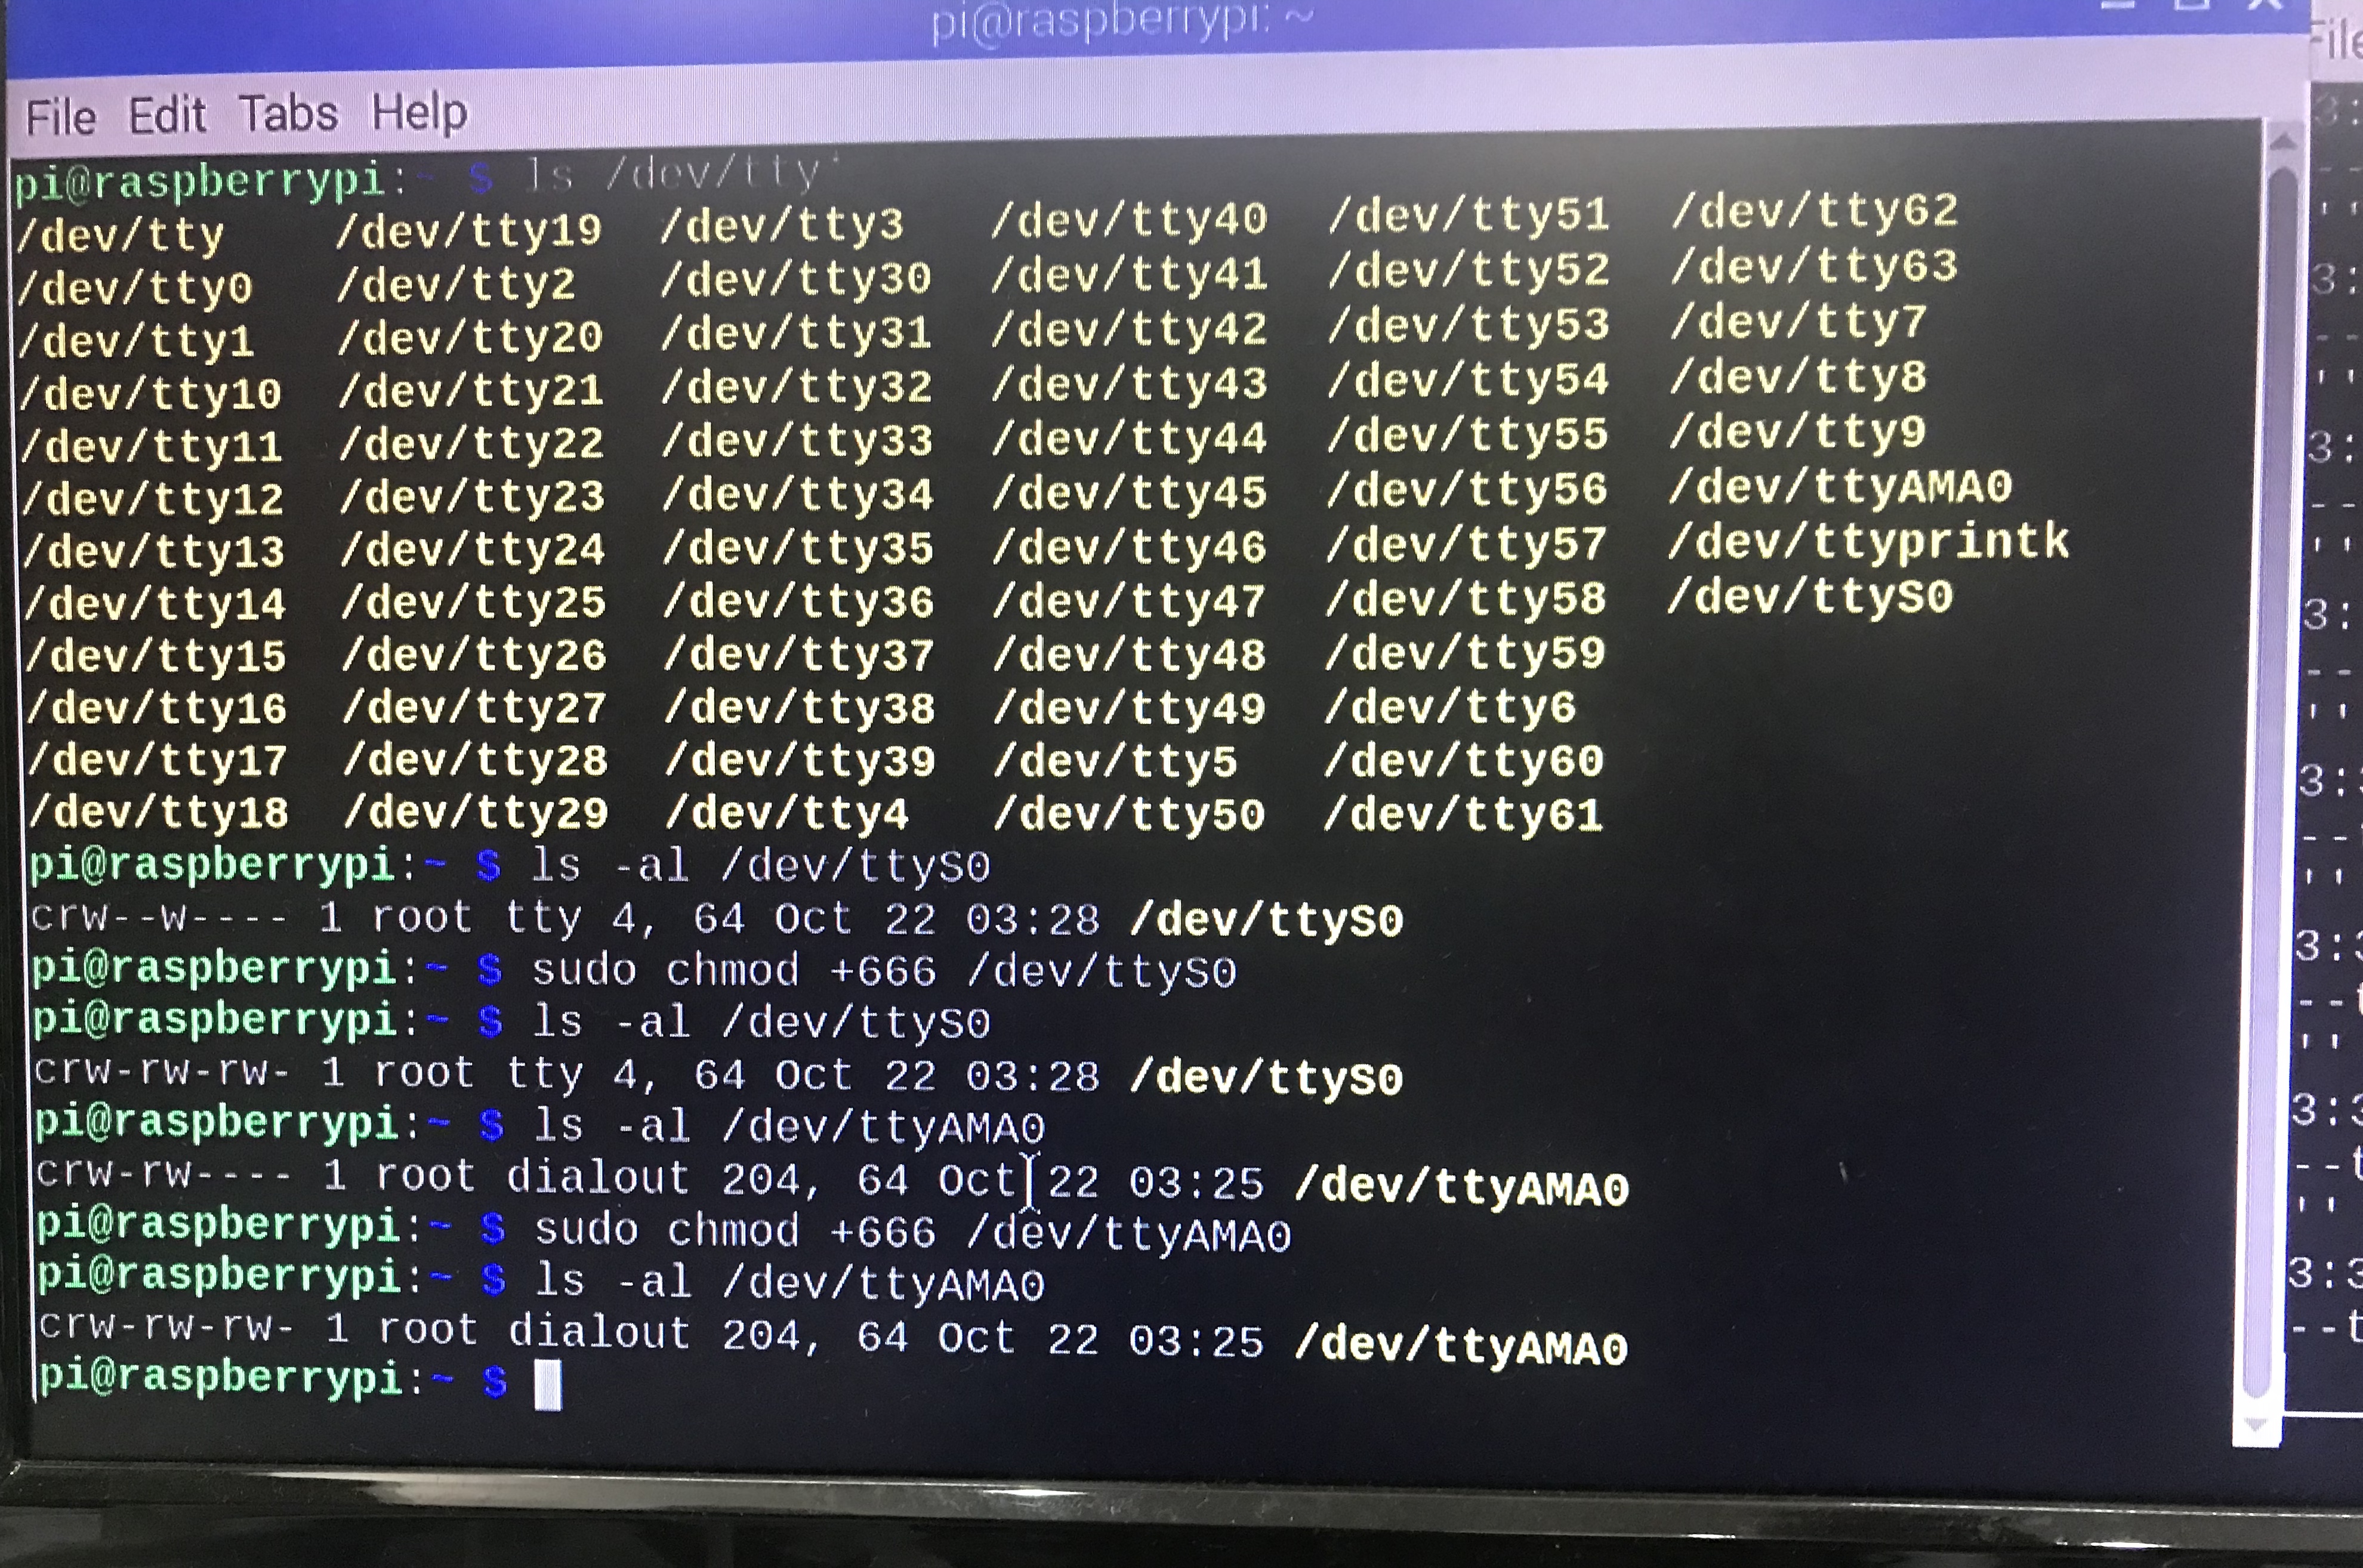 pi@raspberrypi: ~
File Edit Tabs Help
pi@raspberrypi:~ $ ls /dev/tty*
/dev/tty /dev/tty19 /dev/tty3 /dev/tty40 /dev/tty51 /dev/tty62
/dev/tty0 /dev/tty2 /dev/tty30 /dev/tty41 /dev/tty52 /dev/tty63
/dev/tty1 /dev/tty20 /dev/tty31 /dev/tty42 /dev/tty53 /dev/tty7
/dev/tty10 /dev/tty21 /dev/tty32 /dev/tty43 /dev/tty54 /dev/tty8
/dev/tty11 /dev/tty22 /dev/tty33 /dev/tty44 /dev/tty55 /dev/tty9
/dev/tty12 /dev/tty23 /dev/tty34 /dev/tty45 /dev/tty56 /dev/ttyAMA0
/dev/tty13 /dev/tty24 /dev/tty35 /dev/tty46 /dev/tty57 /dev/ttyprintk
/dev/tty14 /dev/tty25 /dev/tty36 /dev/tty47 /dev/tty58 /dev/ttyS0
/dev/tty15 /dev/tty26 /dev/tty37 /dev/tty48 /dev/tty59
/dev/tty16 /dev/tty27 /dev/tty38 /dev/tty49 /dev/tty6
/dev/tty17 /dev/tty28 /dev/tty39 /dev/tty5 /dev/tty60
/dev/tty18 /dev/tty29 /dev/tty4 /dev/tty50 /dev/tty61
pi@raspberrypi:~ $ ls -al /dev/ttyS0
crw--w---- 1 root tty 4, 64 Oct 22 03:28 /dev/ttyS0
pi@raspberrypi:~ $ sudo chmod +666 /dev/ttyS0
pi@raspberrypi:~ $ ls -al /dev/ttyS0
crw-rw-rw- 1 root tty 4, 64 Oct 22 03:28 /dev/ttyS0
pi@raspberrypi:~ $ ls -al /dev/ttyAMA0
crw-rw---- 1 root dialout 204, 64 Oct 22 03:25 /dev/ttyAMA0
pi@raspberrypi:~ $ sudo chmod +666 /dev/ttyAMA0
pi@raspberrypi:~ $ ls -al /dev/ttyAMA0
crw-rw-rw- 1 root dialout 204, 64 Oct 22 03:25 /dev/ttyAMA0
pi@raspberrypi:~ $